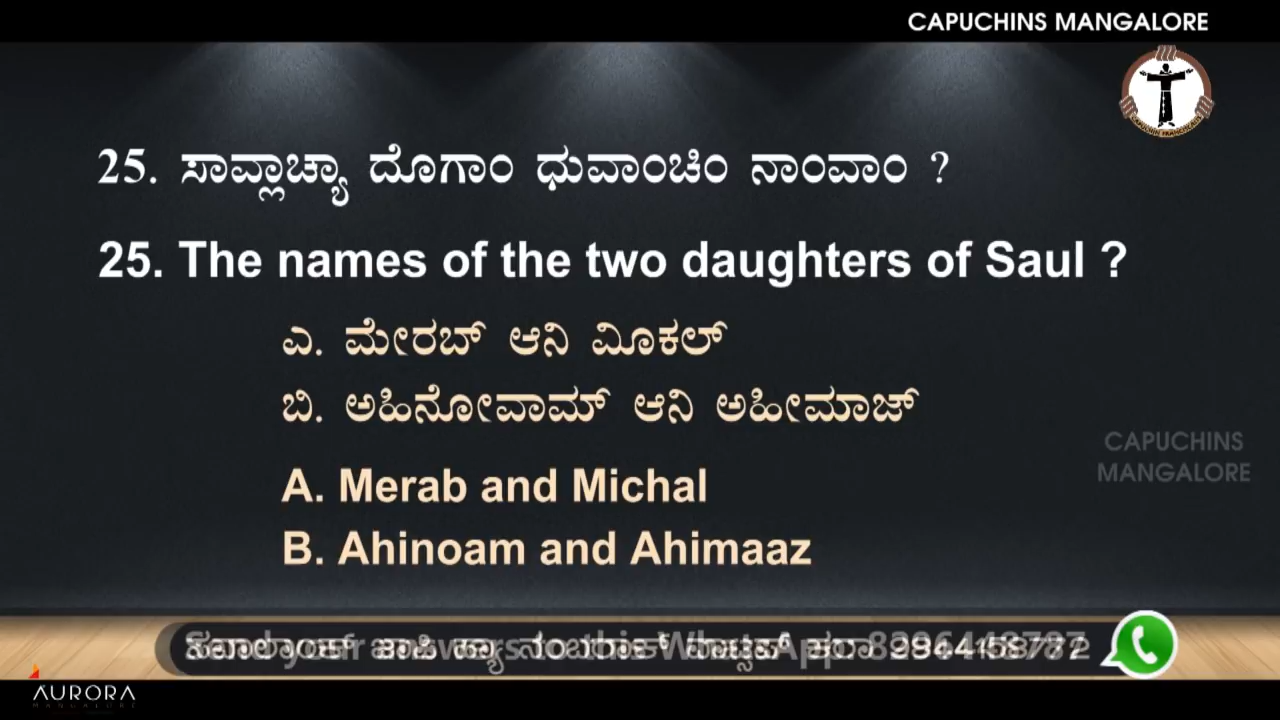 CAPUCHINS MANGALORE
25. ಸಾವ್ಲಾಚ್ಯಾ ದೊಗಾಂ ಧುವಾಂಚಿಂ ನಾಂವಾಂ ?
25. The names of the two daughters of Saul ?
ಎ. ಮೇರಬ್ ಆನಿ ಮಿಕಲ್
ಬಿ. ಅಹಿನೋವಾಮ್ ಆನಿ ಅಹೀಮಾಜ್
A. Merab and Michal
B. Ahinoam and Ahimaaz
CAPUCHINS
MANGALORE
AURORA
MANGALORE